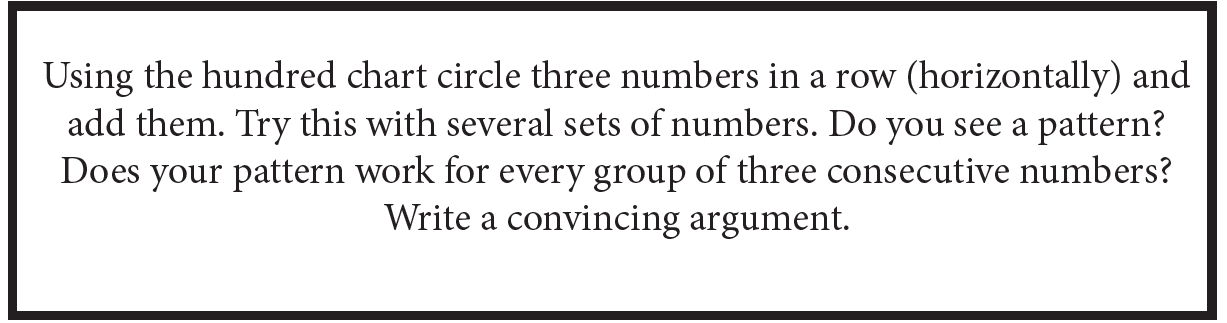 Using the hundred chart circle three numbers in a row (horizontally) and
add them. Try this with several sets of numbers. Do you see a pattern?
Does your pattern work for every group of three consecutive numbers?
Write a convincing argument.